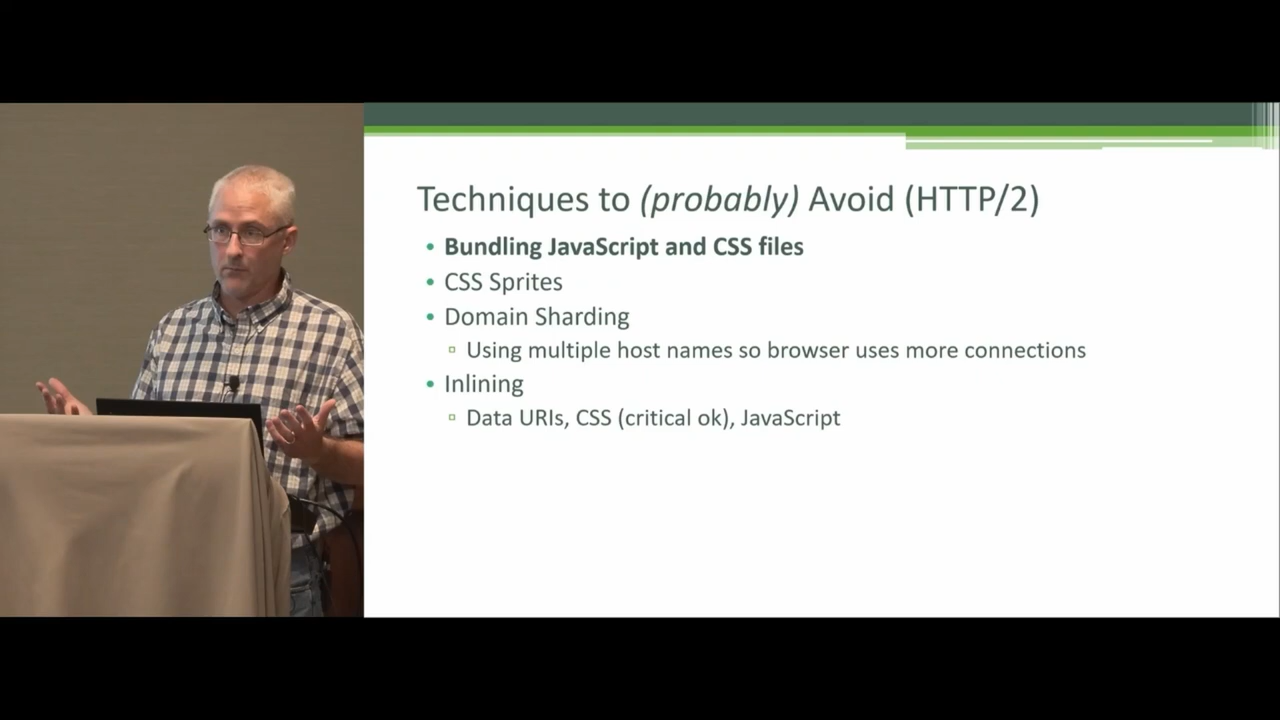 Techniques to (probably) Avoid (HTTP/2)
• Bundling JavaScript and CSS files
• CSS Sprites
• Domain Sharding
▫ Using multiple host names so browser uses more connections
• Inlining
▫ Data URIs, CSS (critical ok), JavaScript